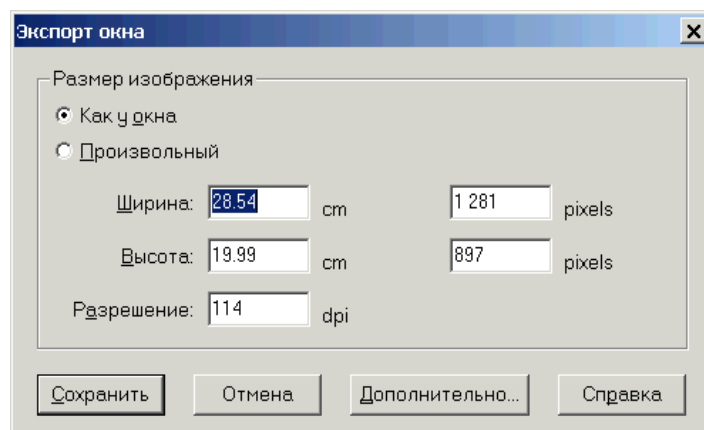 Экспорт окна
Размер изображения
Как у окна
Произвольный
Ширина: 28.54 cm 1 281 pixels
Высота: 19.99 cm 897 pixels
Разрешение: 114 dpi
Сохранить Отмена Дополнительно... Справка